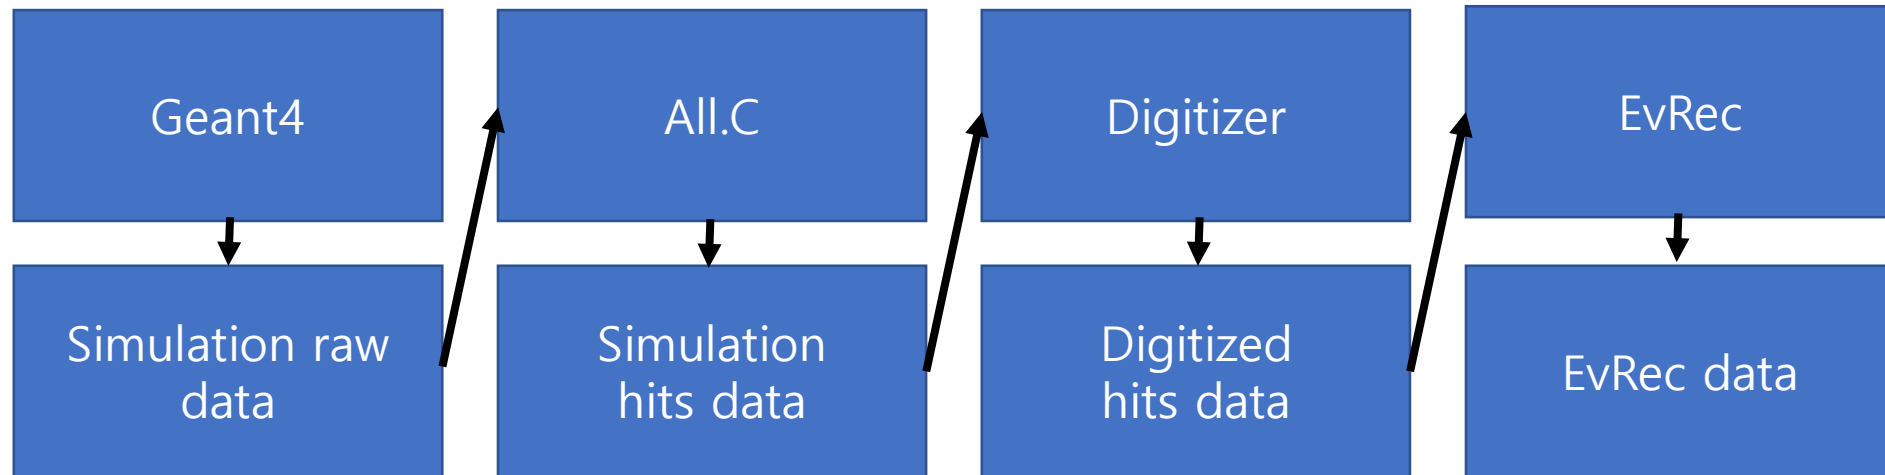 Geant4
All.C
Digitizer
EvRec
Simulation raw
data
Simulation
hits data
Digitized
hits data
EvRec data